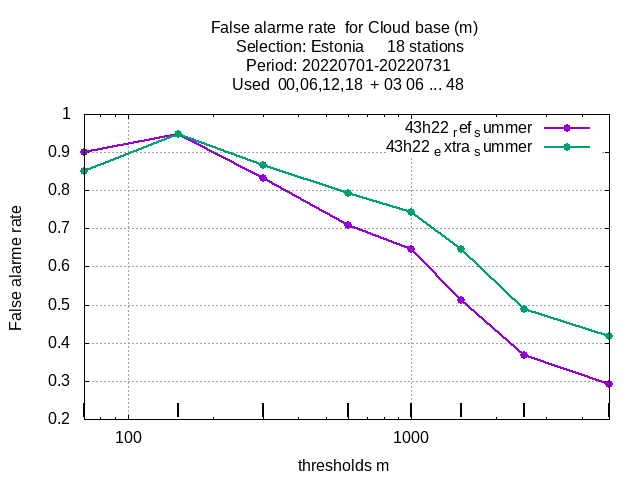 False alarme rate  for Cloud base (m)
Selection: Estonia     18 stations
Period: 20220701-20220731
Used  00,06,12,18  + 03 06 ... 48
1
43h22 ref summer
0.9
43h22 extra summer
0.8
0.7
0.6
0.5
0.4
0.3
0.2
False alarme rate
100
1000
thresholds m